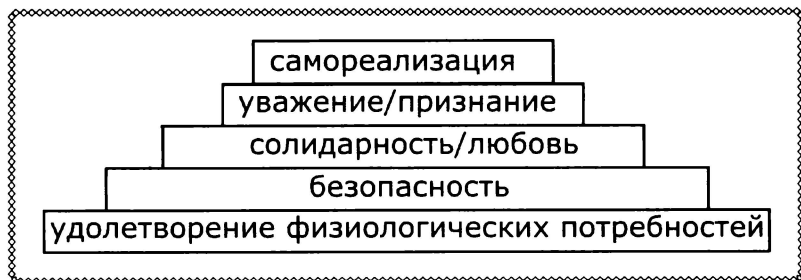 самореализация
уважение/признание
солидарность/любовь
безопасность
удолетворение физиологических потребностей